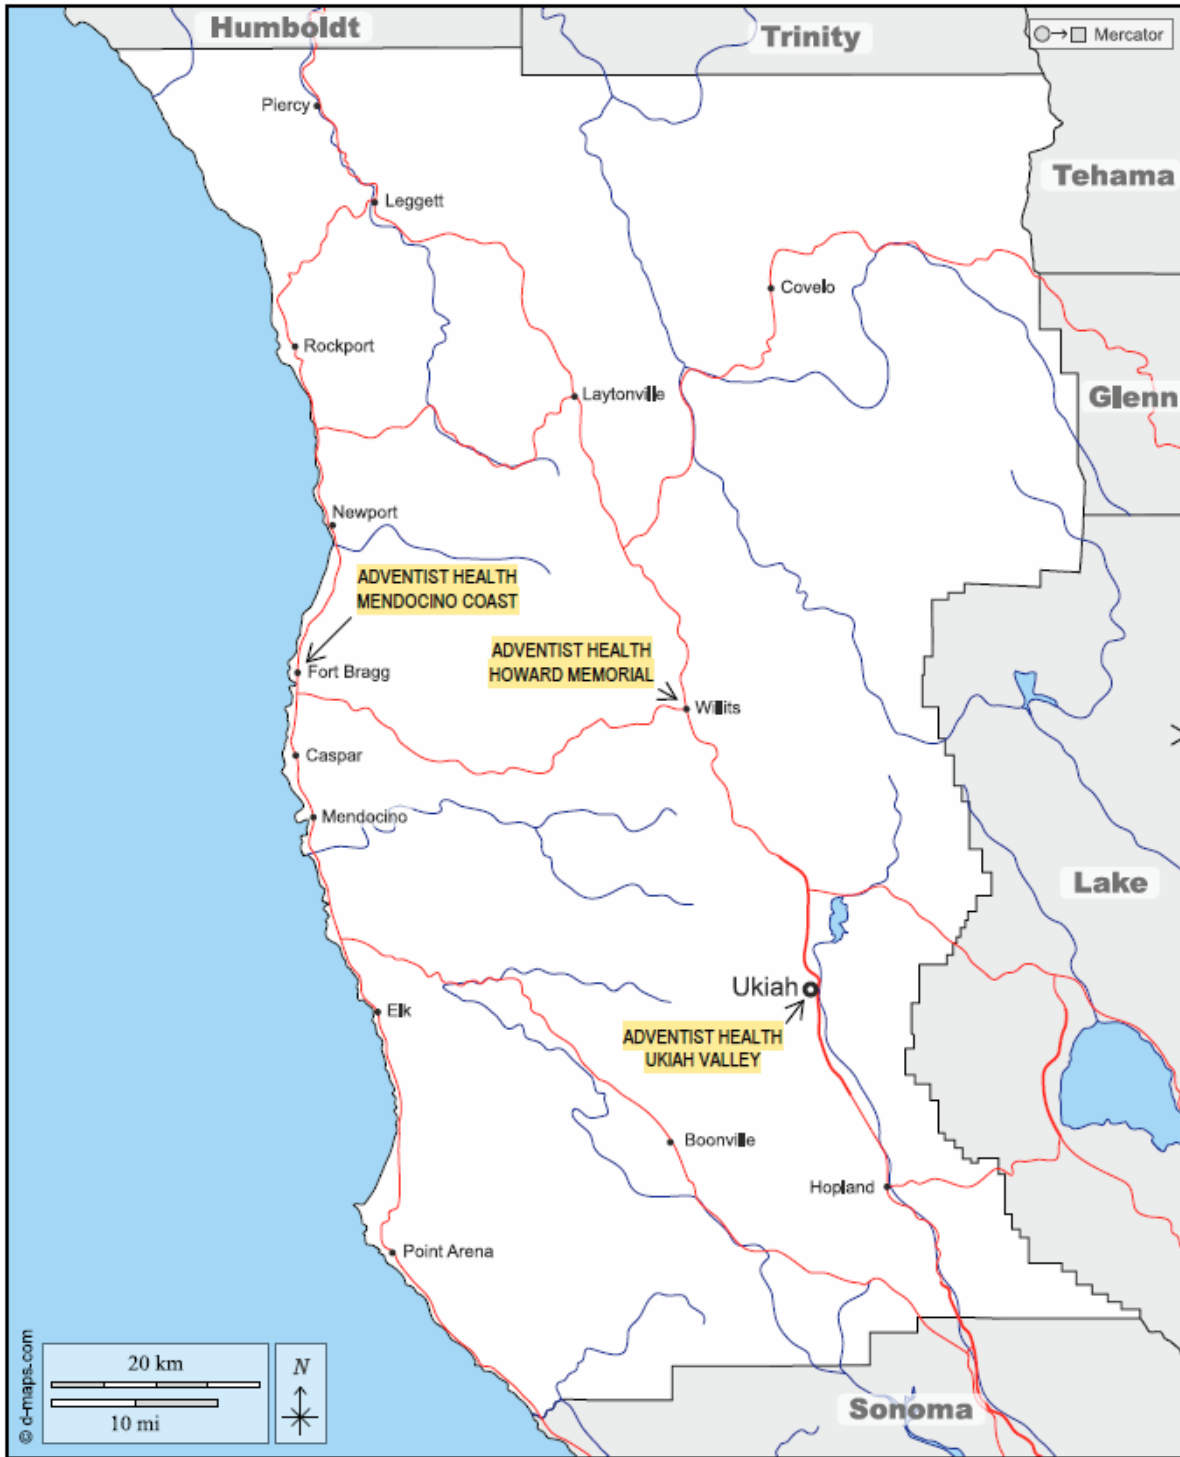 Humboldt
Trinity
Mercator
Piercy
Tehama
Leggett
Covelo
Rockport
Laytonville
Glenn
Newport
ADVENTIST HEALTH
MENDOCINO COAST
ADVENTIST HEALTH
HOWARD MEMORIAL
Fort Bragg
Willits
Caspar
Mendocino
Lake
Ukiah
Elk
ADVENTIST HEALTH
UKIAH VALLEY
Boonville
Hopland
Point Arena
© d-maps.com
20 km
10 mi
N
Sonoma